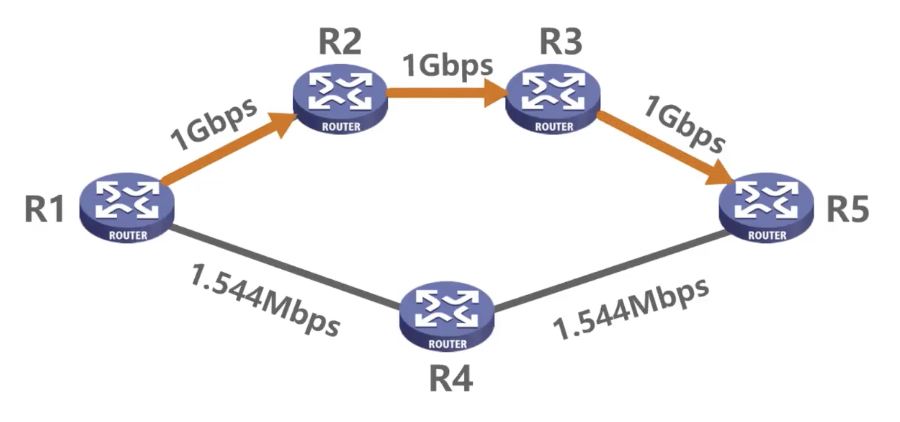 R2
R3
1Gbps
1Gbps
1Gbps
ROUTER
ROUTER
R1
R5
ROUTER
ROUTER
1.544Mbps
1.544Mbps
ROUTER
R4